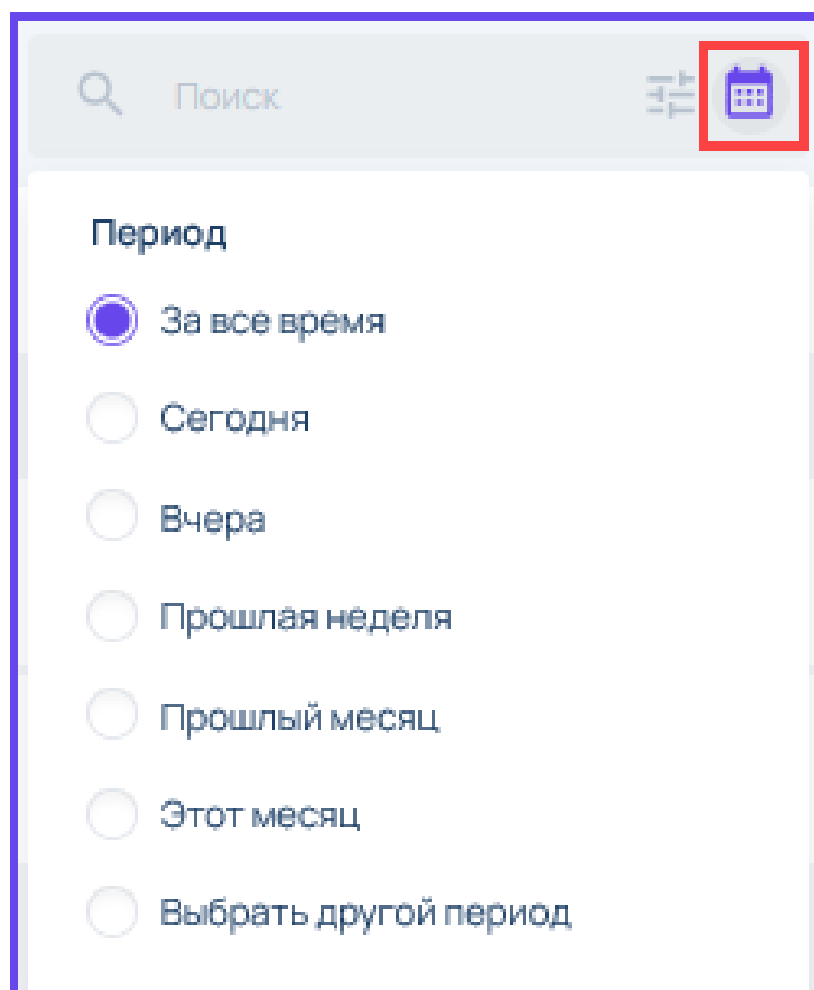 Поиск
Период
За все время
Сегодня
Вчера
Прошлая неделя
Прошлый месяц
Этот месяц
Выбрать другой период